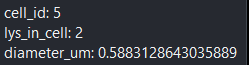 cell_id: 5
lys_in_cell: 2
diameter_um: 0.5883128643035889